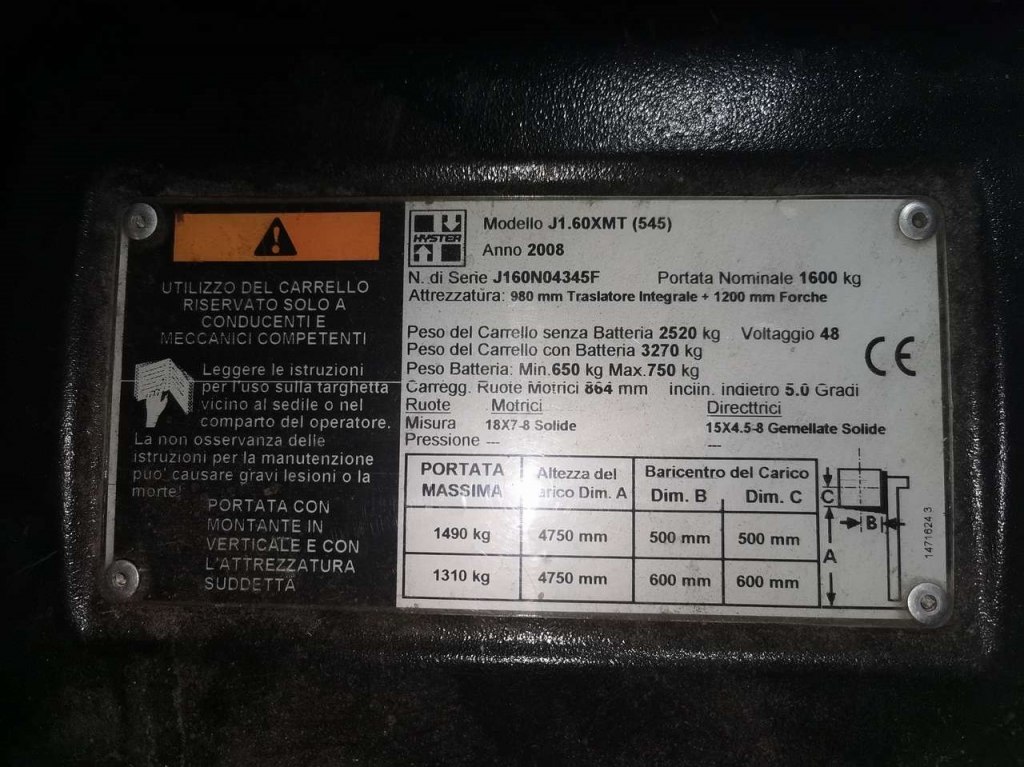 UTILIZZO DEL CARRELLO
RISERVATO SOLO A
CONDUCENTI E
MECCANICI COMPETENTI
Leggere le istruzioni
per l'uso sulla targhetta
vicino al sedile o nel
comparto del operatore.
La non osservanza delle
istruzioni per la manutenzione
puo' causare gravi lesioni o la
morte!
PORTATA CON
MONTANTE IN
VERTICALE E CON
L'ATTREZZATURA
SUDDETTA
HYSTER
Modello J1.60XMT (545)
Anno 2008
N. di Serie J160N04345F Portata Nominale 1600 kg
Attrezzatura: 980 mm Traslatore Integrale + 1200 mm Forche
Peso del Carrello senza Batteria 2520 kg Voltaggio 48
Peso del Carrello con Batteria 3270 kg
Peso Batteria: Min.650 kg Max.750 kg
CE
Carregg. Ruote Motrici 864 mm inclin. indietro 5.0 Gradi
Ruote Motrici Directtrici
Misura 18X7-8 Solide 15X4.5-8 Gemellate Solide
Pressione --- ---
PORTATA MASSIMA Altezza del Carico Dim. A Baricentro del Carico
Dim. B Dim. C
1490 kg 4750 mm 500 mm 500 mm
1310 kg 4750 mm 600 mm 600 mm
C
B
A
1471624 3